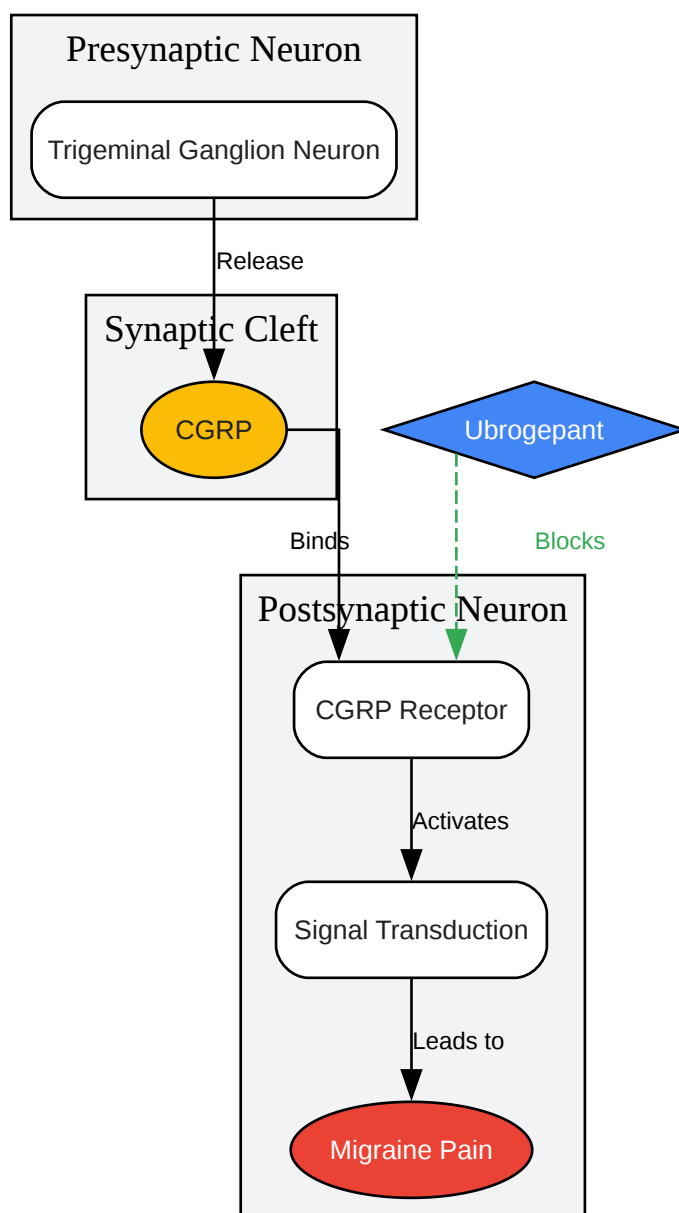 Presynaptic Neuron
Trigeminal Ganglion Neuron
Release
Synaptic Cleft
CGRP
Ubrogepant
Binds
Blocks
Postsynaptic Neuron
CGRP Receptor
Activates
Signal Transduction
Leads to
Migraine Pain